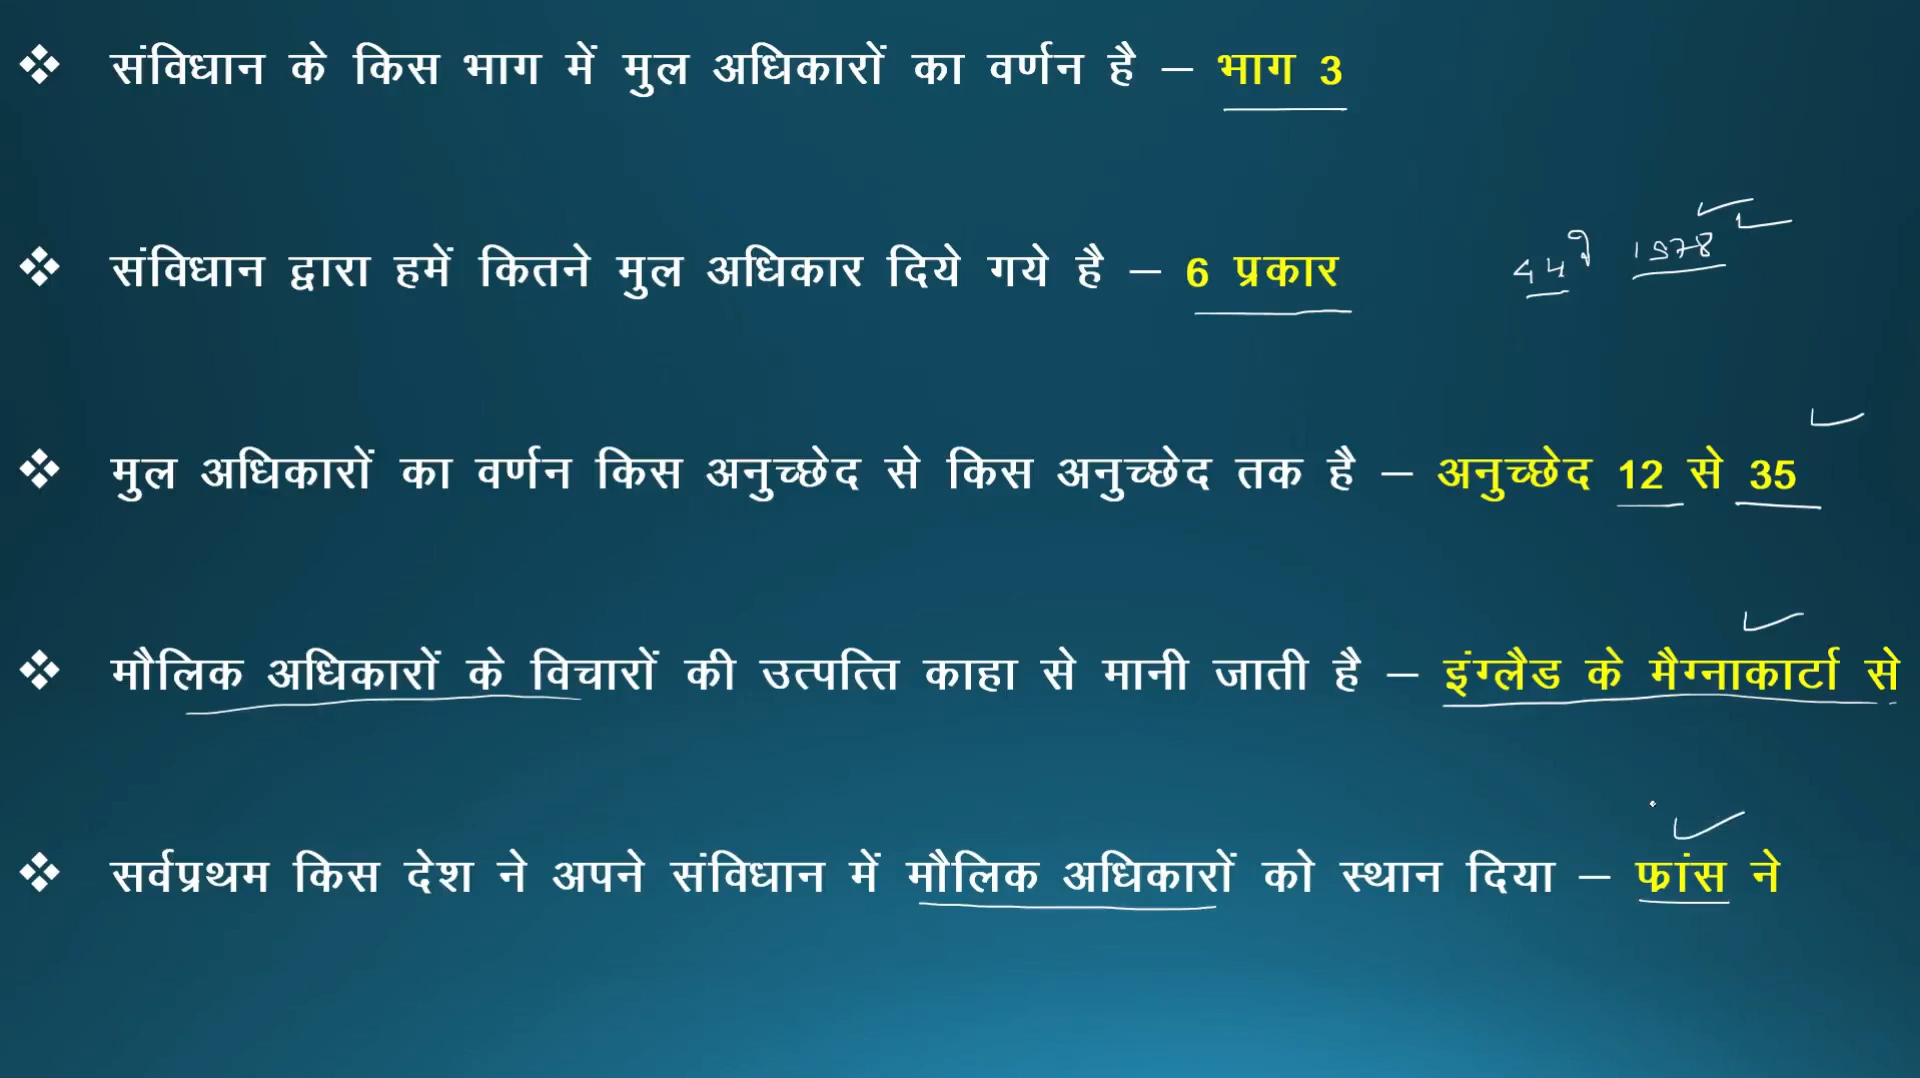 ❖ संविधान के किस भाग में मुल अधिकारों का वर्णन है – भाग 3
❖ संविधान द्वारा हमें कितने मुल अधिकार दिये गये है – 6 प्रकार
44वे 1978
❖ मुल अधिकारों का वर्णन किस अनुच्छेद से किस अनुच्छेद तक है – अनुच्छेद 12 से 35
❖ मौलिक अधिकारों के विचारों की उत्पत्ति काहा से मानी जाती है – इंग्लैड के मैग्नाकार्टा से
❖ सर्वप्रथम किस देश ने अपने संविधान में मौलिक अधिकारों को स्थान दिया – फांस ने